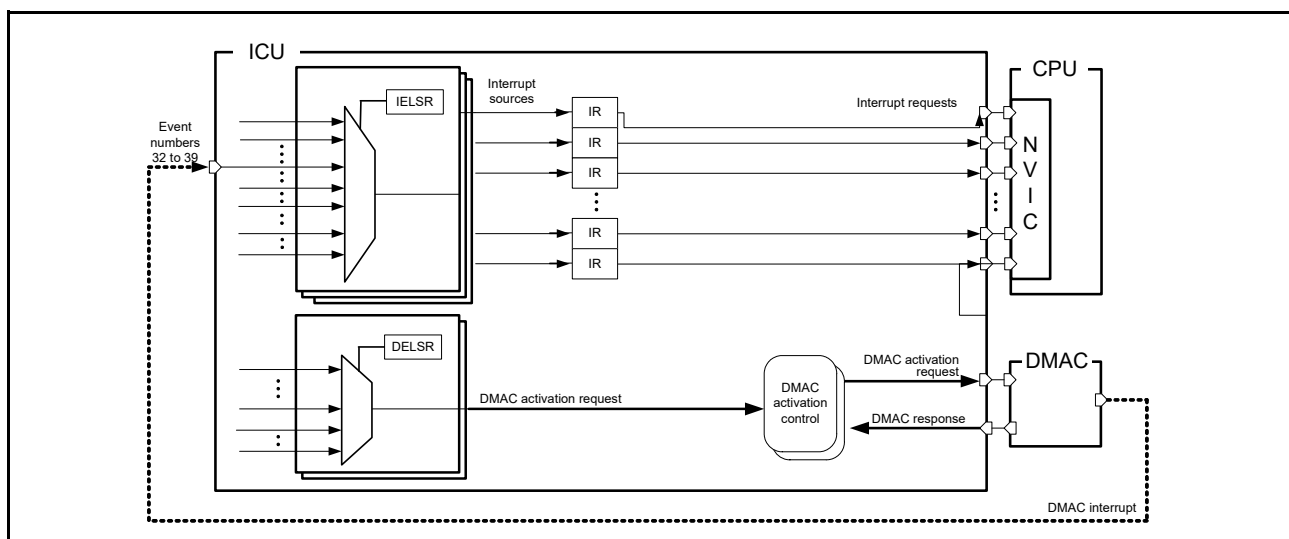 ICU
CPU
IELSR
Interrupt
sources
Interrupt requests
IR
IR
IR
IR
IR
N
V
I
C
Event
numbers
32 to 39
DELSR
DMAC activation request
DMAC
activation
control
DMAC activation
request
DMAC response
DMAC
DMAC interrupt